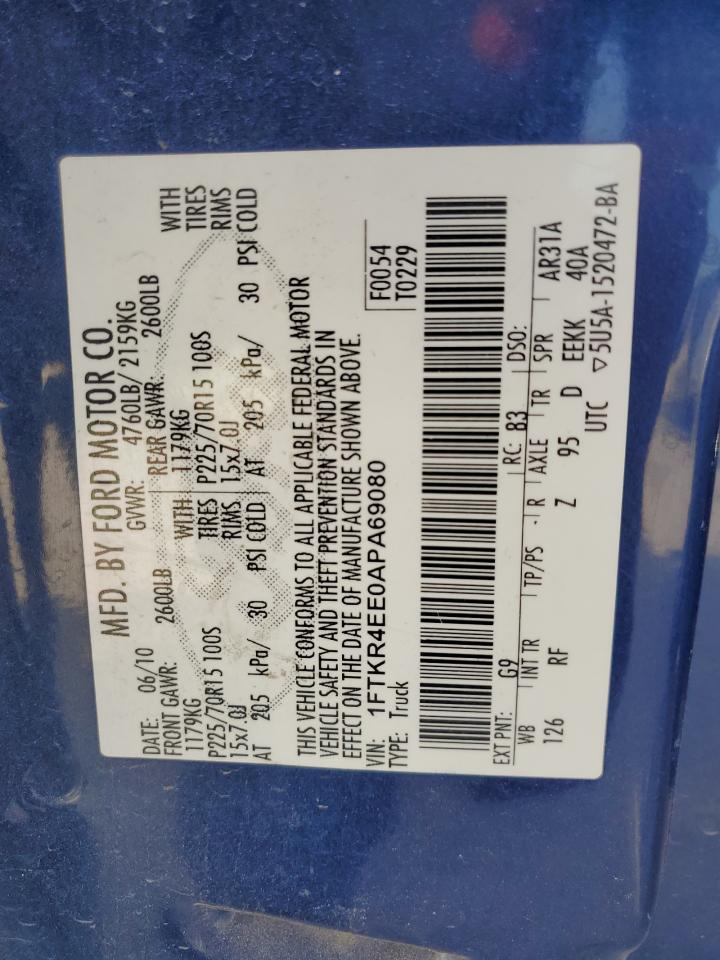 MFD. BY FORD MOTOR CO.
DATE: 06/10 GVWR: 4760LB/ 2159KG
FRONT GAWR: 2600LB REAR GAWR: 2600LB
1179KG WITH 1179KG WITH
P225/70R15 100S TIRES P225/70R15 100S TIRES
15x7.0J RIMS 15x7.0J RIMS
AT 205 kPa/ 30 PSI COLD AT 205 kPa/ 30 PSI COLD
THIS VEHICLE CONFORMS TO ALL APPLICABLE FEDERAL MOTOR
VEHICLE SAFETY AND THEFT PREVENTION STANDARDS IN
EFFECT ON THE DATE OF MANUFACTURE SHOWN ABOVE.
VIN: 1FTKR4EE0APA69080 F0054
TYPE: Truck T0229
EXT PNT: G9 RC: 83 DSO:
WB INT TR TP/PS R AXLE TR SPR AR31A
126 RF Z 95 D EEKK 40A
UTC ▽5U5A-1520472-BA